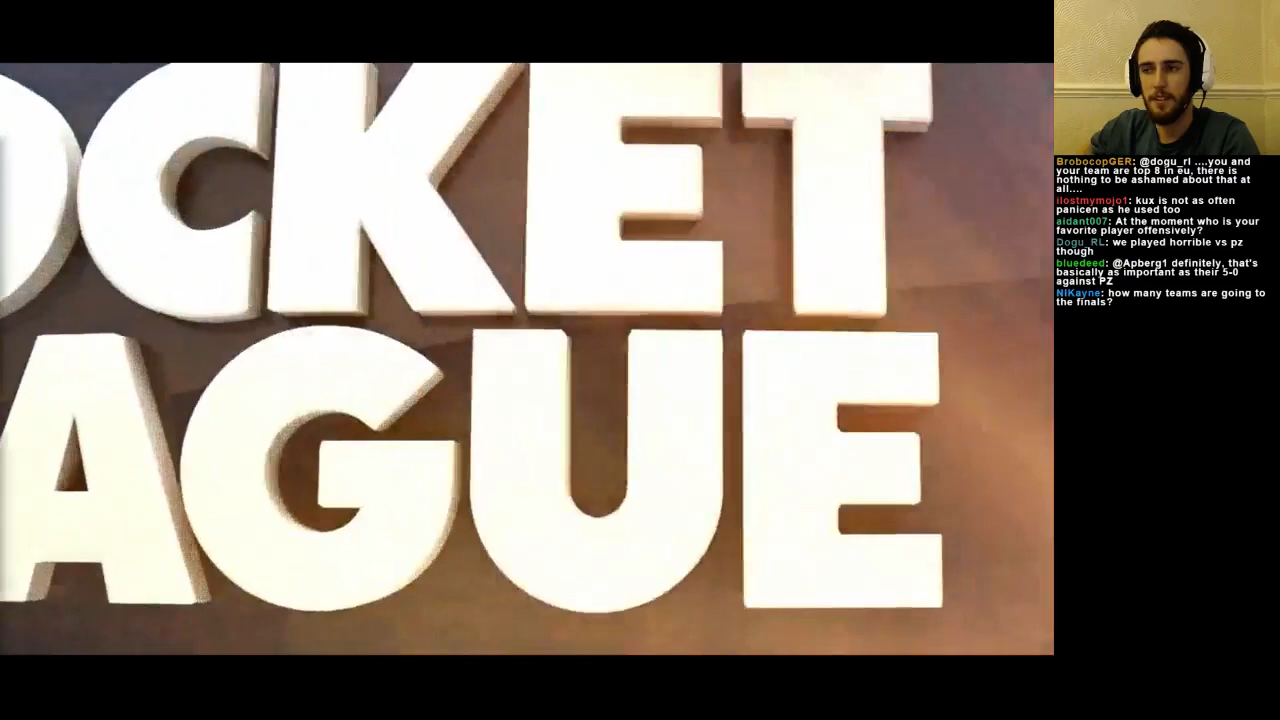 OCKET
AGUE
BrobocopGER: @dogu_rl ....you and
your team are top 8 in eu, there is
nothing to be ashamed about that at
all....
ilostmymojo1: kux is not as often
panicen as he used too
aidant007: At the moment who is your
favorite player offensively?
Dogu_RL: we played horrible vs pz
though
bluedeed: @Apberg1 definitely, that's
basically as important as their 5-0
against PZ
NiKayne: how many teams are going to
the finals?